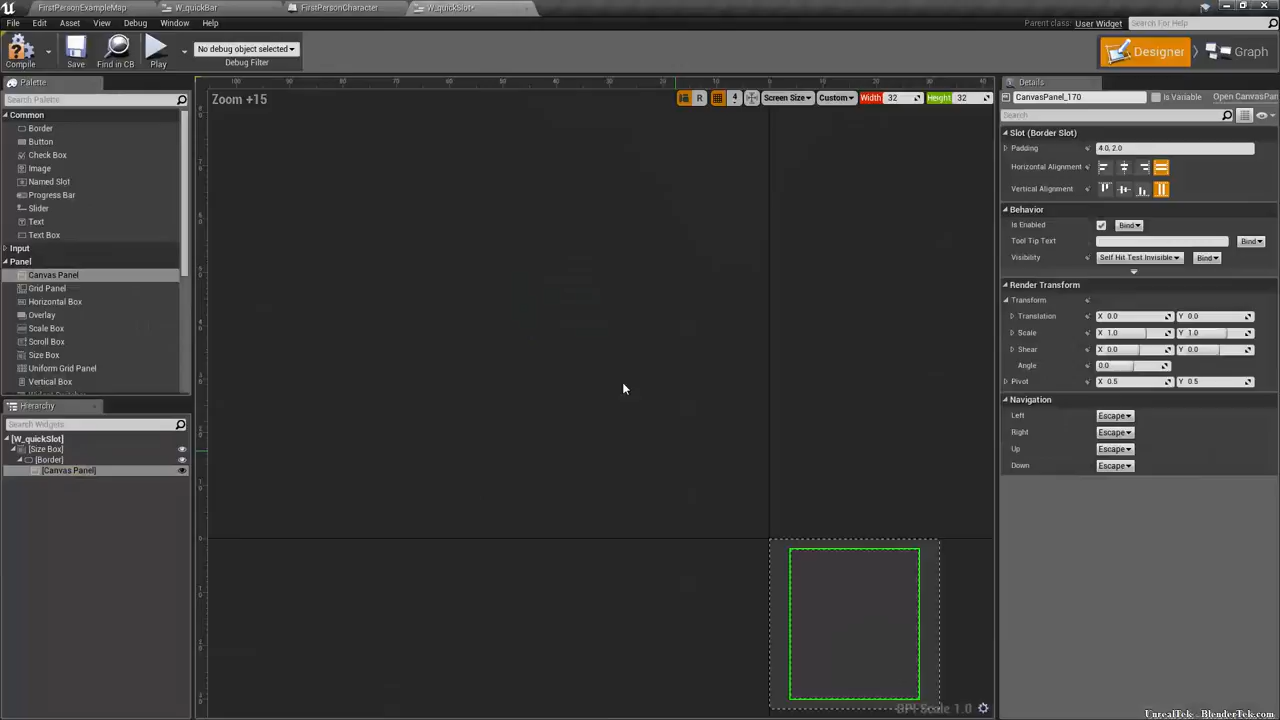 FirstPersonExampleMap
W_quickBar
FirstPersonCharacter
W_quickSlot*
File
Edit
Asset
View
Debug
Window
Help
Parent class: User Widget
Search For Help
Compile
Save
Find in CB
Play
No debug object selected
Debug Filter
Designer
Graph
Palette
Search Palette
Common
Border
Button
Check Box
Image
Named Slot
Progress Bar
Slider
Text
Text Box
Input
Panel
Canvas Panel
Grid Panel
Horizontal Box
Overlay
Scale Box
Scroll Box
Size Box
Uniform Grid Panel
Vertical Box
Hierarchy
Search Widgets
[W_quickSlot]
[Size Box]
[Border]
[Canvas Panel]
Zoom +15
R
4
Screen Size
Custom
Width 32
Height 32
DPI Scale 1.0
Details
CanvasPanel_170
Is Variable
Open CanvasPan
Search
Slot (Border Slot)
Padding 4.0, 2.0
Horizontal Alignment
Vertical Alignment
Behavior
Is Enabled Bind
Tool Tip Text Bind
Visibility Self Hit Test Invisible Bind
Render Transform
Transform
Translation X 0.0 Y 0.0
Scale X 1.0 Y 1.0
Shear X 0.0 Y 0.0
Angle 0.0
Pivot X 0.5 Y 0.5
Navigation
Left Escape
Right Escape
Up Escape
Down Escape
UnrealTek - BlenderTek.com